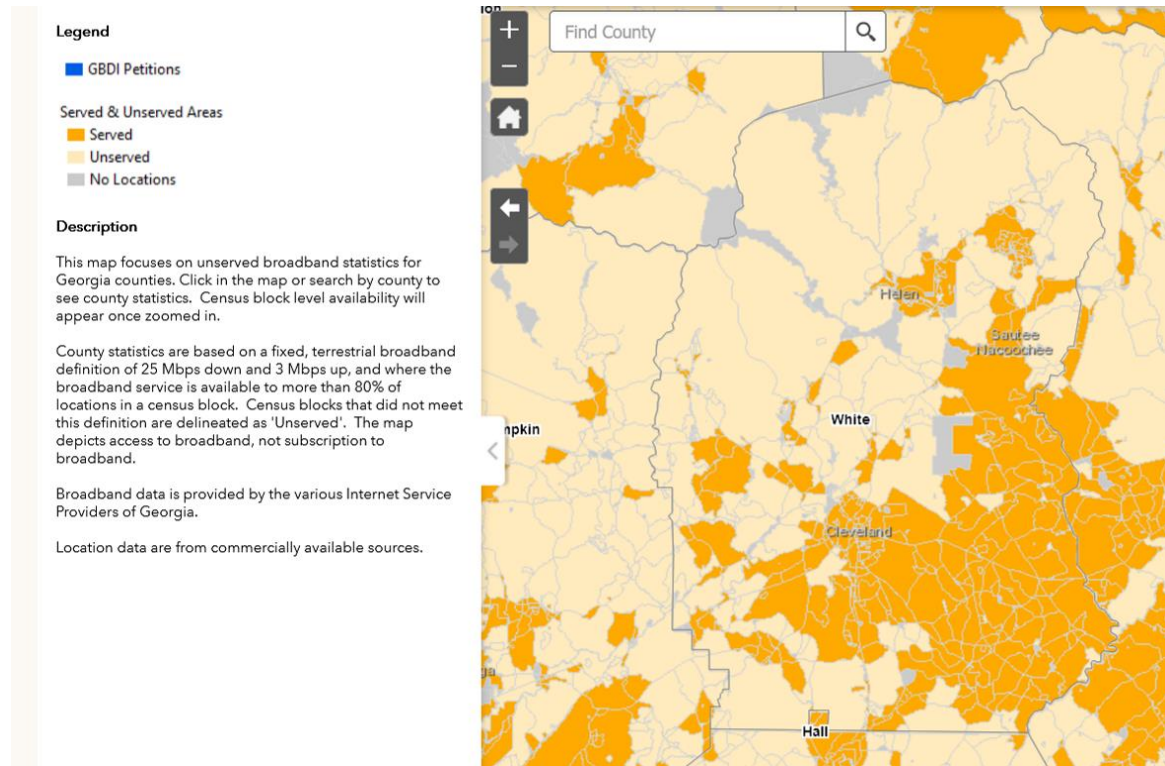 Legend
GBDI Petitions
Served & Unserved Areas
Served
Unserved
No Locations
Description
This map focuses on unserved broadband statistics for
Georgia counties. Click in the map or search by county to
see county statistics. Census block level availability will
appear once zoomed in.
County statistics are based on a fixed, terrestrial broadband
definition of 25 Mbps down and 3 Mbps up, and where the
broadband service is available to more than 80% of
locations in a census block. Census blocks that did not meet
this definition are delineated as 'Unserved'. The map
depicts access to broadband, not subscription to
broadband.
Broadband data is provided by the various Internet Service
Providers of Georgia.
Location data are from commercially available sources.
+
Find County
−
Helen
Sautee
Nacoochee
White
mpkin
Cleveland
ga
Hall